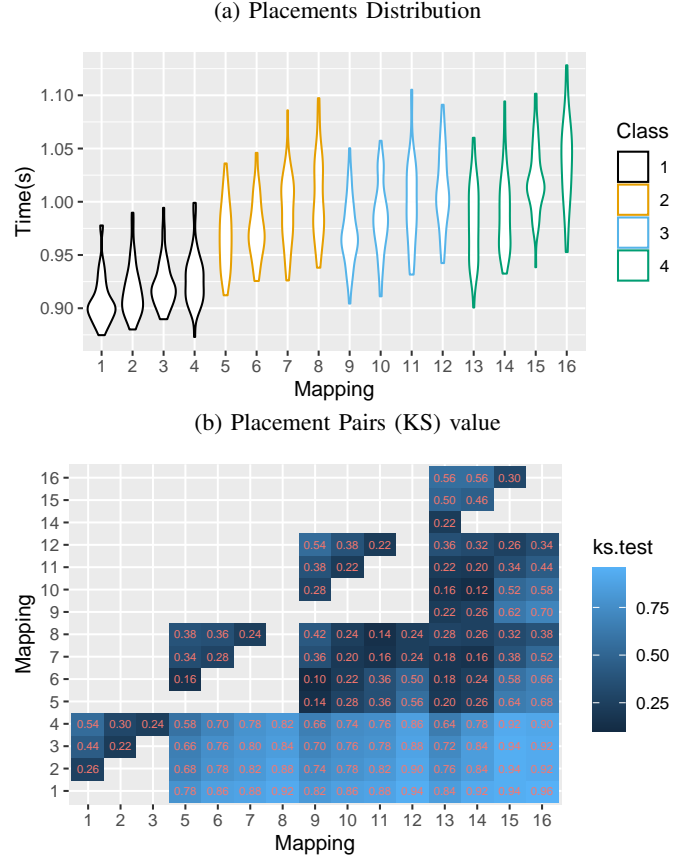 (a) Placements Distribution
1.10
1.05
1.00
0.95
0.90
Time(s)
1 2 3 4 5 6 7 8 9 10 11 12 13 14 15 16
Mapping
Class
1
2
3
4
(b) Placement Pairs (KS) value
16 0.56 0.56 0.30
15 0.50 0.46
14 0.22
12 0.54 0.38 0.22 0.36 0.32 0.26 0.34
11 0.38 0.22 0.22 0.20 0.34 0.44
10 0.28 0.16 0.12 0.52 0.58
9 0.22 0.26 0.62 0.70
8 0.38 0.36 0.24 0.42 0.24 0.14 0.24 0.28 0.26 0.32 0.38
7 0.34 0.28 0.36 0.20 0.16 0.24 0.18 0.16 0.38 0.52
6 0.16 0.10 0.22 0.36 0.50 0.18 0.24 0.58 0.66
5 0.14 0.28 0.36 0.56 0.20 0.26 0.64 0.68
4 0.54 0.30 0.24 0.58 0.70 0.78 0.82 0.66 0.74 0.76 0.86 0.64 0.78
3 0.44 0.22 0.66 0.76 0.80 0.84 0.70 0.76 0.78 0.72 0.84
2 0.26 0.68 0.78 0.82 0.74 0.78 0.82 0.76 0.84
1 0.78 0.82 0.84
Mapping
1 2 3 4 5 6 7 8 9 10 11 12 13 14 15 16
Mapping
ks.test
0.75
0.50
0.25